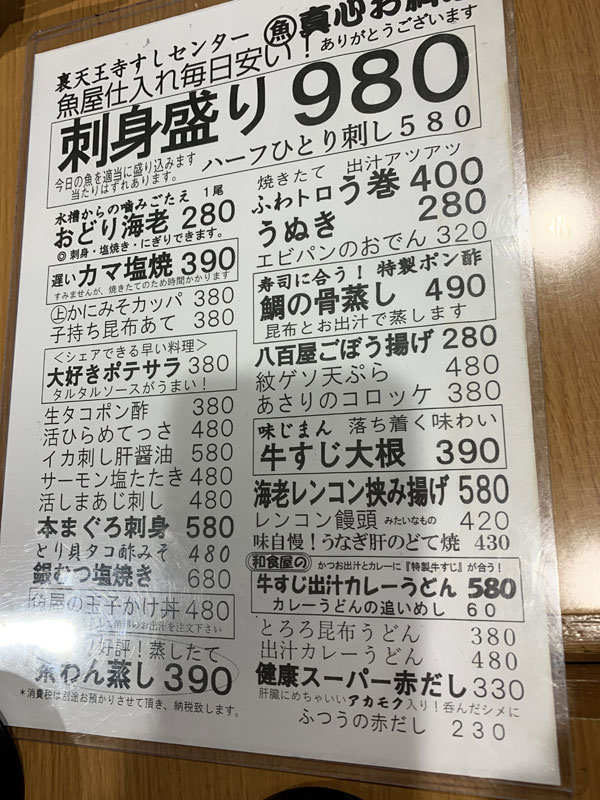 裏天王寺すしセンター
魚 真心お
ありがとうございます
魚屋仕入れ毎日安い!
刺身盛り 980
今日の魚を適当に盛り込みます
当たりはずれあります。
ハーフひとり刺し580
水槽からの噛みごたえ 1尾
おどり海老 280
◎刺身・塩焼き・にぎりできます。
遅いカマ塩焼 390
すみませんが、焼きたてのため時間かかります
上かにみそカッパ 380
子持ち昆布あて 380
<シェアできる早い料理>
大好きポテサラ 380
タルタルソースがうまい!
生タコポン酢 380
活ひらめてっさ 480
イカ刺し肝醤油 580
サーモン塩たたき 480
活しまあじ刺し 480
本まぐろ刺身 580
とり貝タコ酢みそ 480
銀むつ塩焼き 680
魚屋の玉子かけ丼 480
お出汁を注文下さい
好評!蒸したて
茶わん蒸し 390
*消費税は別途お預かりさせて頂き、納税致します。
焼きたて 出汁アツアツ
ふわトロう巻 400
うぬき 280
エビパンのおでん 320
寿司に合う! 特製ポン酢
鯛の骨蒸し 490
昆布とお出汁で蒸します
八百屋ごぼう揚げ 280
紋ゲソ天ぷら 480
あさりのコロッケ 380
味じまん 落ち着く味わい
牛すじ大根 390
海老レンコン挟み揚げ 580
レンコン饅頭 みたいなもの 420
味自慢!うなぎ肝のどて焼 430
和食屋の かつお出汁とカレーに『特製牛すじ』が合う!
牛すじ出汁カレーうどん 580
カレーうどんの追いめし 60
とろろ昆布うどん 380
出汁カレーうどん 480
健康スーパー赤だし 330
肝臓にめちゃいいアカモク入り!呑んだシメに
ふつうの赤だし 230